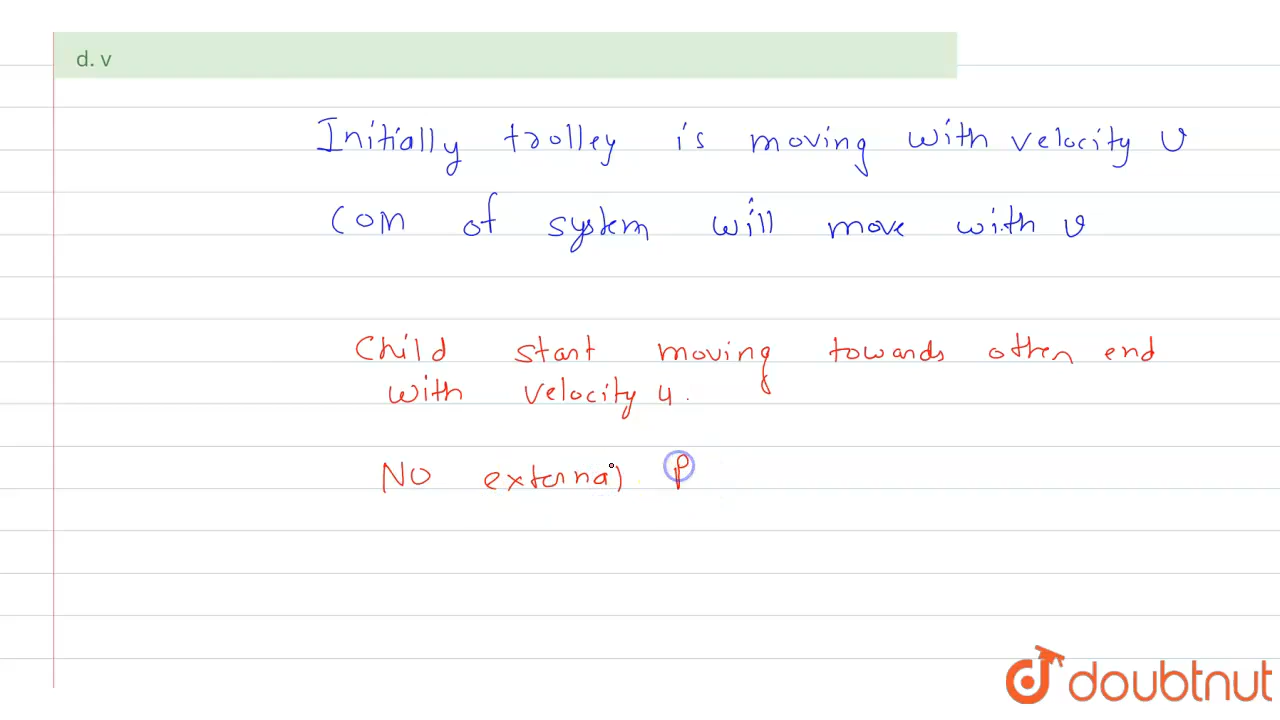 d. v
Initially trolley is moving with velocity v
COM of system will move with v
Child start moving towards other end
with velocity u.
No external F
doubtnut